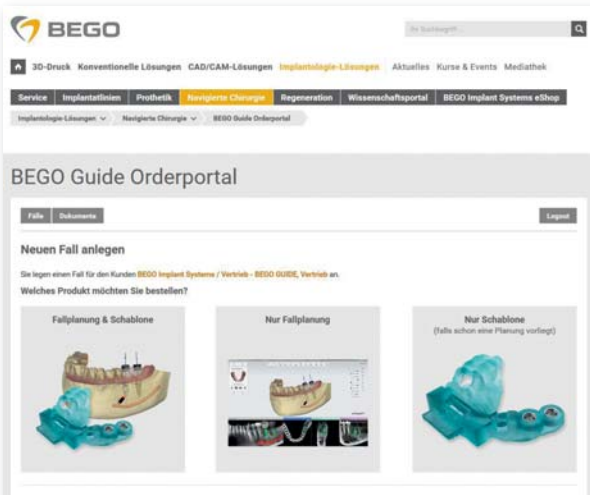 BEGO
Ihr Suchbegriff...
3D-Druck Konventionelle Lösungen CAD/CAM-Lösungen Implantologie-Lösungen Aktuelles Kurse & Events Mediathek
Service Implantatlinien Prothetik Navigierte Chirurgie Regeneration Wissenschaftsportal BEGO Implant Systems eShop
Implantologie-Lösungen Navigierte Chirurgie BEGO Guide Orderportal
BEGO Guide Orderportal
Fälle Dokumente Logout
Neuen Fall anlegen
Sie legen einen Fall für den Kunden BEGO Implant Systems / Vertrieb - BEGO GUIDE, Vertrieb an.
Welches Produkt möchten Sie bestellen?
Fallplanung & Schablone Nur Fallplanung Nur Schablone
(falls schon eine Planung vorliegt)